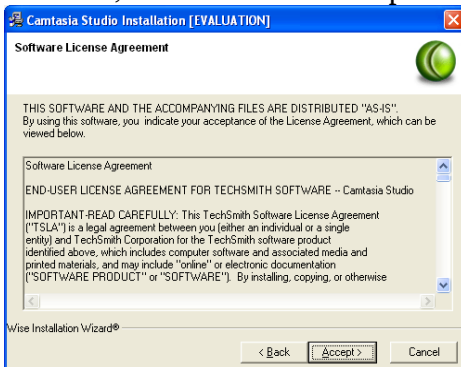 Camtasia Studio Installation [EVALUATION]
Software License Agreement
THIS SOFTWARE AND THE ACCOMPANYING FILES ARE DISTRIBUTED "AS-IS".
By using this software, you indicate your acceptance of the License Agreement, which can be
viewed below.
Software License Agreement
END-USER LICENSE AGREEMENT FOR TECHSMITH SOFTWARE -- Camtasia Studio
IMPORTANT-READ CAREFULLY: This TechSmith Software License Agreement
("TSLA") is a legal agreement between you (either an individual or a single
entity) and TechSmith Corporation for the TechSmith software product
identified above, which includes computer software and associated media and
printed materials, and may include "online" or electronic documentation
("SOFTWARE PRODUCT" or "SOFTWARE"). By installing, copying, or otherwise
Wise Installation Wizard®
< Back Accept > Cancel